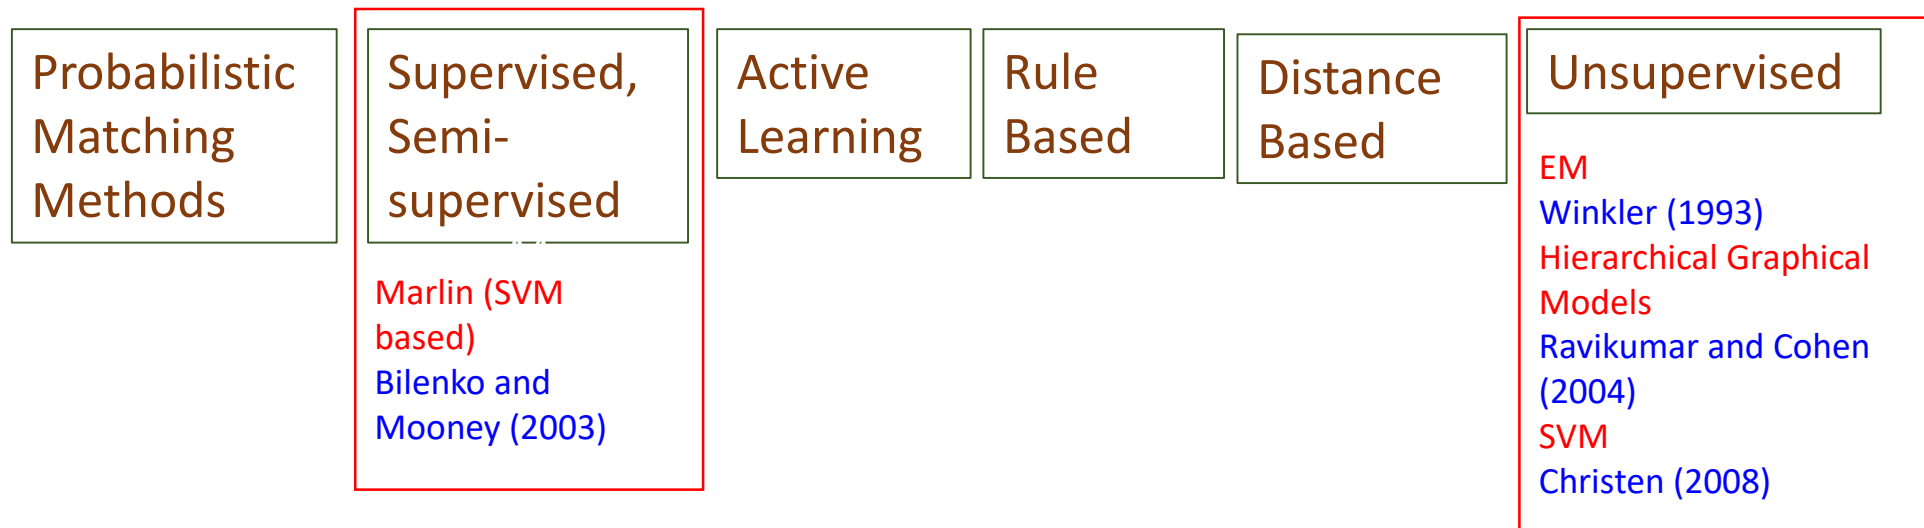 Probabilistic
Matching
Methods
Supervised,
Semi-
supervised
Marlin (SVM
based)
Bilenko and
Mooney (2003)
Active
Learning
Rule
Based
Distance
Based
Unsupervised
EM
Winkler (1993)
Hierarchical Graphical
Models
Ravikumar and Cohen
(2004)
SVM
Christen (2008)